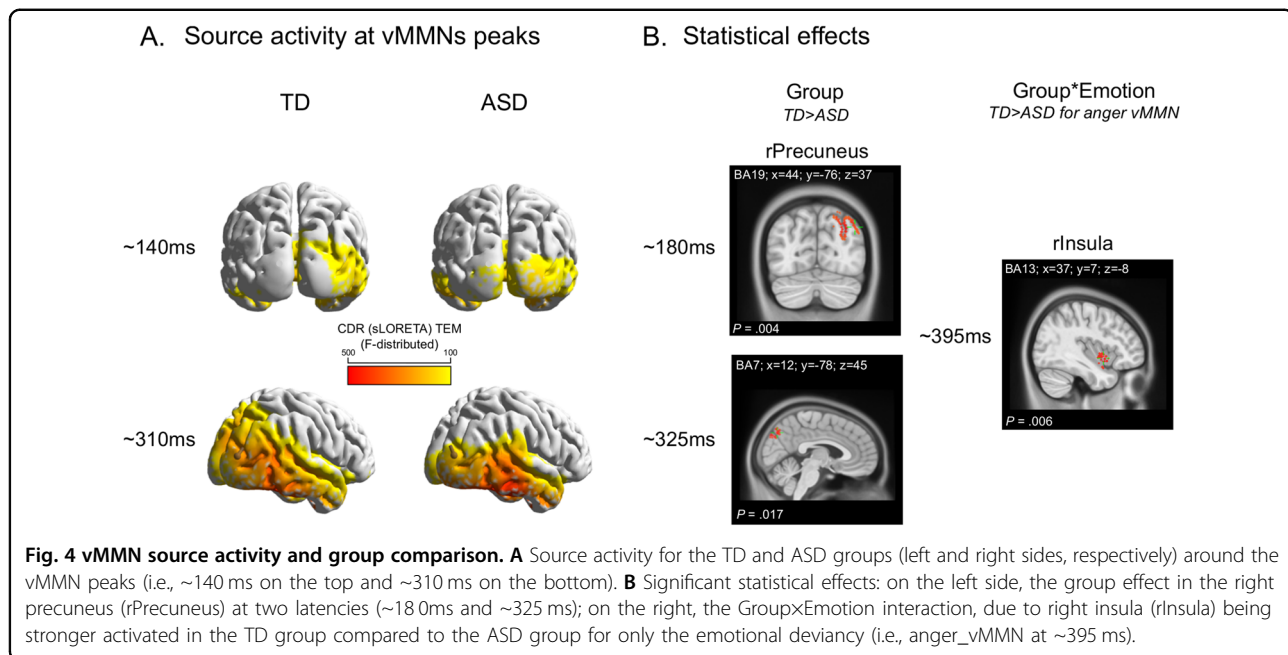 A. Source activity at vMMNs peaks
B. Statistical effects
TD
ASD
Group
TD>ASD
Group*Emotion
TD>ASD for anger vMMN
rPrecuneus
BA19; x=44; y=-76; z=37
~140ms
~180ms
P = .004
rInsula
BA13; x=37; y=7; z=-8
~395ms
P = .006
CDR (sLORETA) TEM
(F-distributed)
500 100
~310ms
BA7; x=12; y=-78; z=45
~325ms
P = .017
Fig. 4 vMMN source activity and group comparison. A Source activity for the TD and ASD groups (left and right sides, respectively) around the
vMMN peaks (i.e., ~140 ms on the top and ~310 ms on the bottom). B Significant statistical effects: on the left side, the group effect in the right
precuneus (rPrecuneus) at two latencies (~18 0ms and ~325 ms); on the right, the Group×Emotion interaction, due to right insula (rInsula) being
stronger activated in the TD group compared to the ASD group for only the emotional deviancy (i.e., anger_vMMN at ~395 ms).